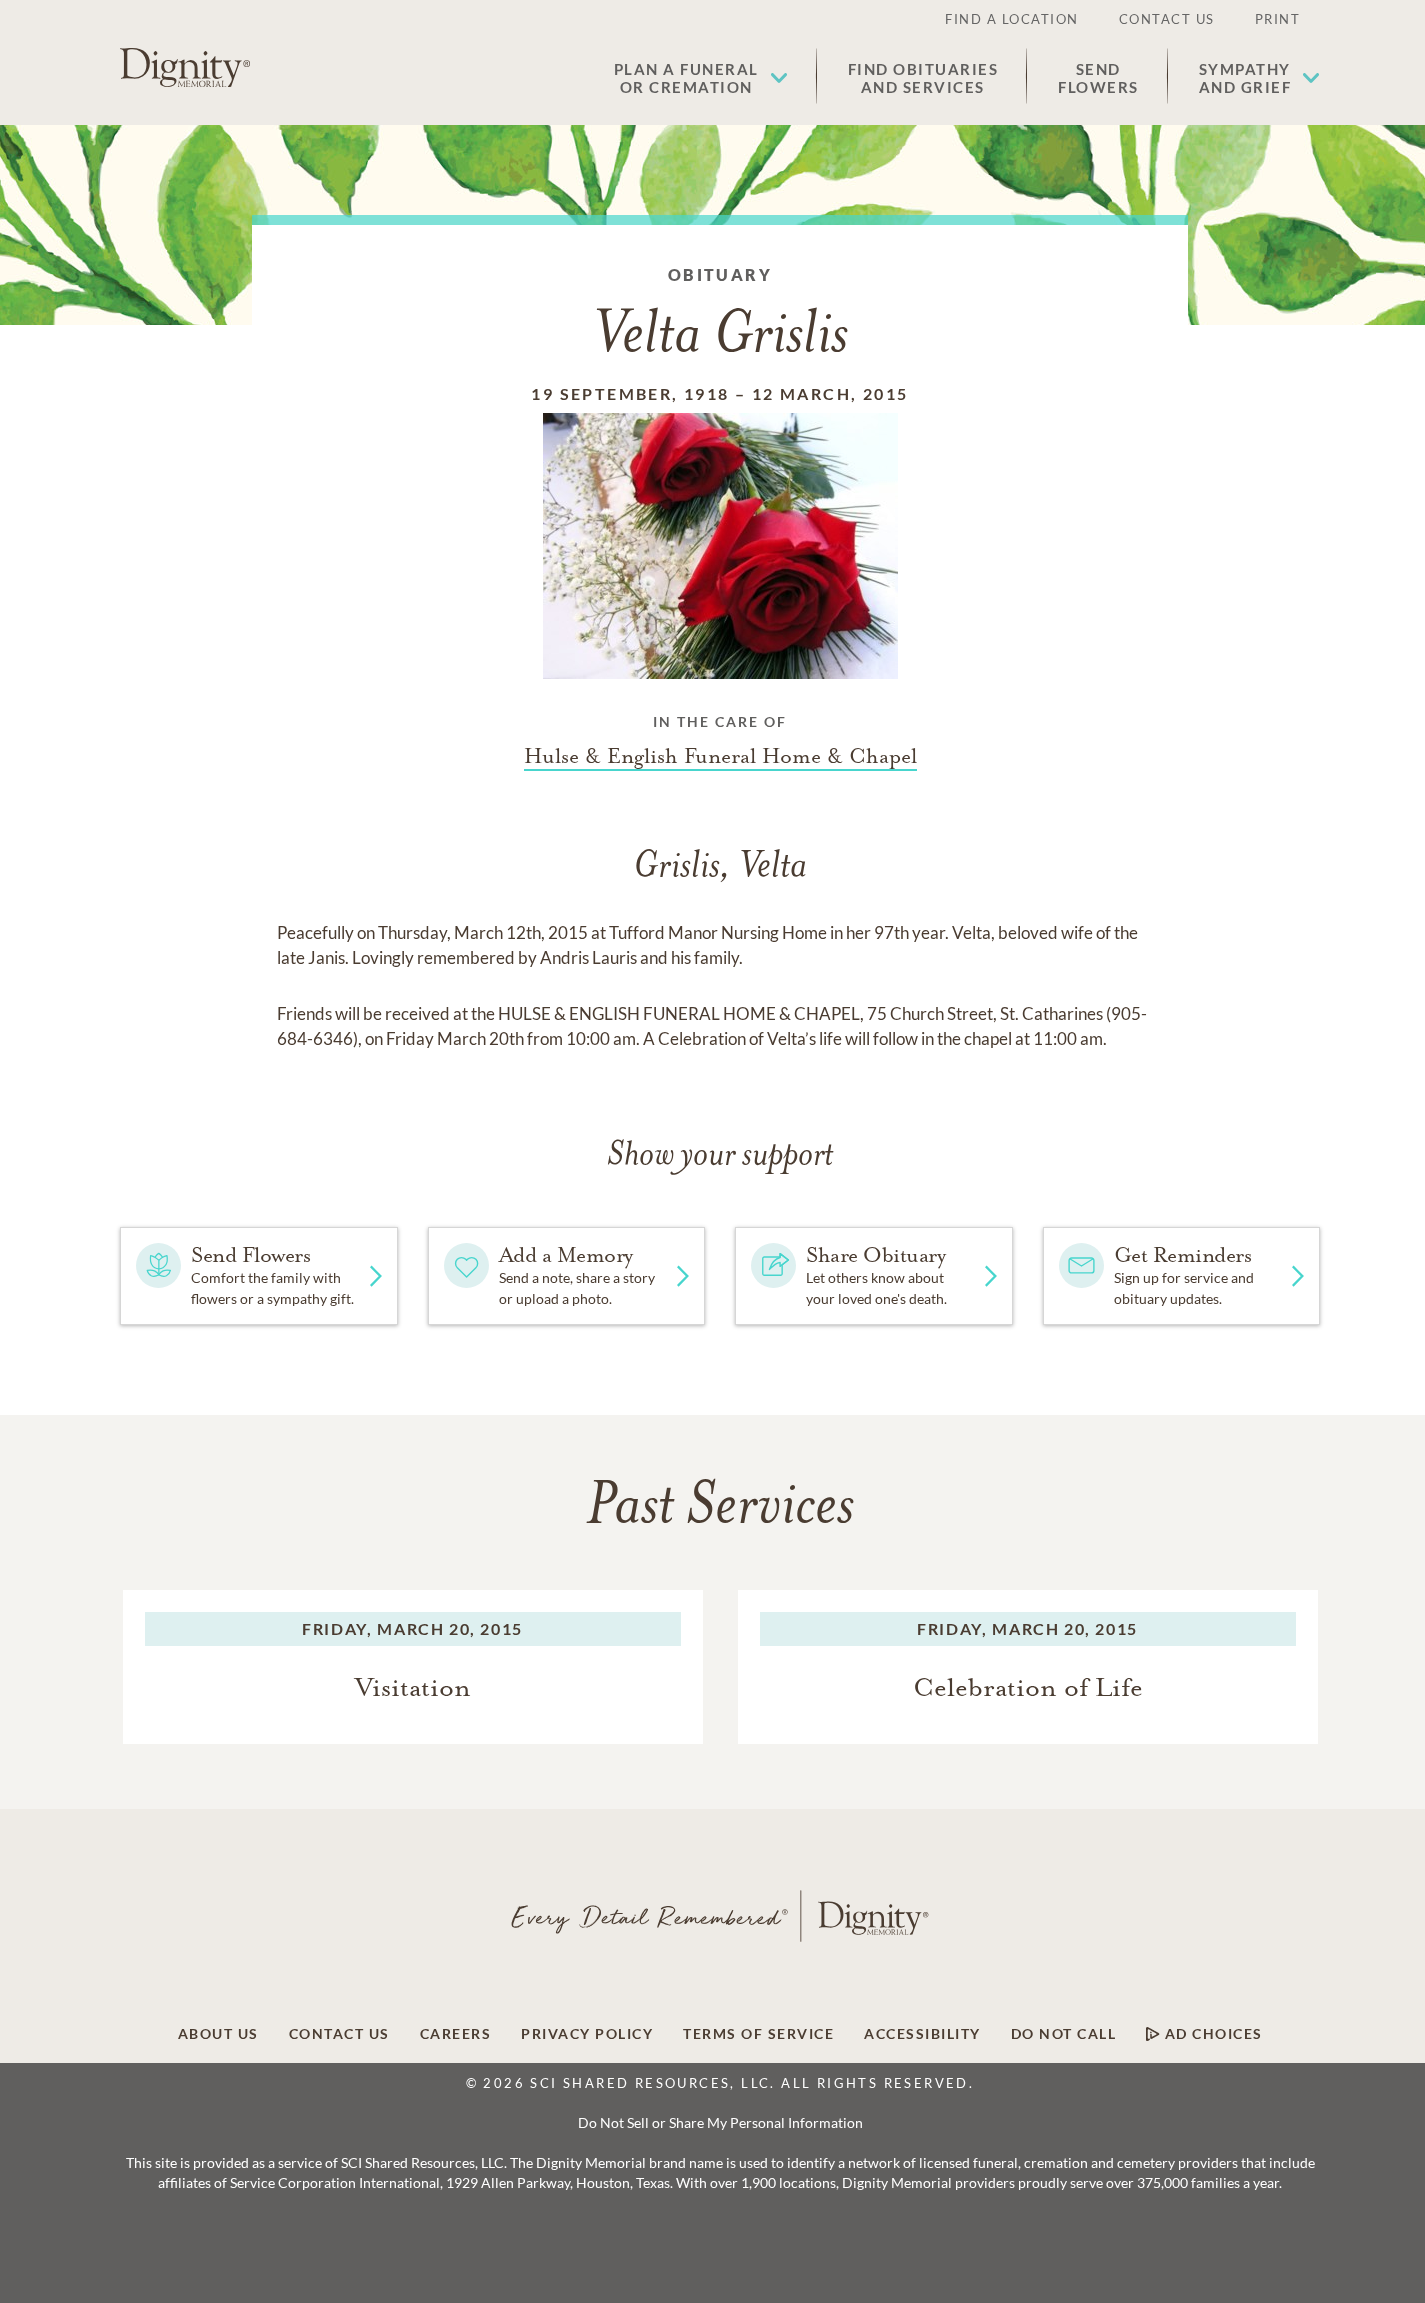 FIND A LOCATION
CONTACT US
PRINT
Dignity®
MEMORIAL
PLAN A FUNERAL
OR CREMATION
FIND OBITUARIES
AND SERVICES
SEND
FLOWERS
SYMPATHY
AND GRIEF
OBITUARY
Velta Grislis
19 SEPTEMBER, 1918 – 12 MARCH, 2015
IN THE CARE OF
Hulse & English Funeral Home & Chapel
Grislis, Velta
Peacefully on Thursday, March 12th, 2015 at Tufford Manor Nursing Home in her 97th year. Velta, beloved wife of the
late Janis. Lovingly remembered by Andris Lauris and his family.
Friends will be received at the HULSE & ENGLISH FUNERAL HOME & CHAPEL, 75 Church Street, St. Catharines (905-
684-6346), on Friday March 20th from 10:00 am. A Celebration of Velta’s life will follow in the chapel at 11:00 am.
Show your support
Send Flowers
Comfort the family with
flowers or a sympathy gift.
Add a Memory
Send a note, share a story
or upload a photo.
Share Obituary
Let others know about
your loved one's death.
Get Reminders
Sign up for service and
obituary updates.
Past Services
FRIDAY, MARCH 20, 2015
Visitation
FRIDAY, MARCH 20, 2015
Celebration of Life
Every Detail Remembered®
Dignity®
MEMORIAL
ABOUT US
CONTACT US
CAREERS
PRIVACY POLICY
TERMS OF SERVICE
ACCESSIBILITY
DO NOT CALL
AD CHOICES
© 2026 SCI SHARED RESOURCES, LLC. ALL RIGHTS RESERVED.
Do Not Sell or Share My Personal Information
This site is provided as a service of SCI Shared Resources, LLC. The Dignity Memorial brand name is used to identify a network of licensed funeral, cremation and cemetery providers that include
affiliates of Service Corporation International, 1929 Allen Parkway, Houston, Texas. With over 1,900 locations, Dignity Memorial providers proudly serve over 375,000 families a year.